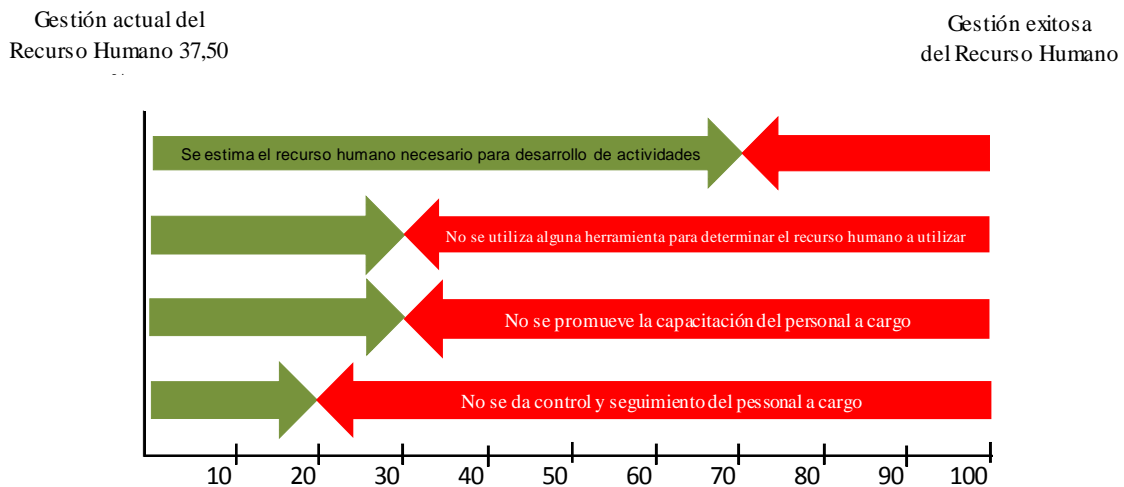 Gestión actual del
Recurso Humano 37,50
Gestión exitosa
del Recurso Humano
Se estima el recurso humano necesario para desarrollo de actividades
No se utiliza alguna herramienta para determinar el recurso humano a utilizar
No se promueve la capacitación del personal a cargo
No se da control y seguimiento del pessonal a cargo
10 20 30 40 50 60 70 80 90 100